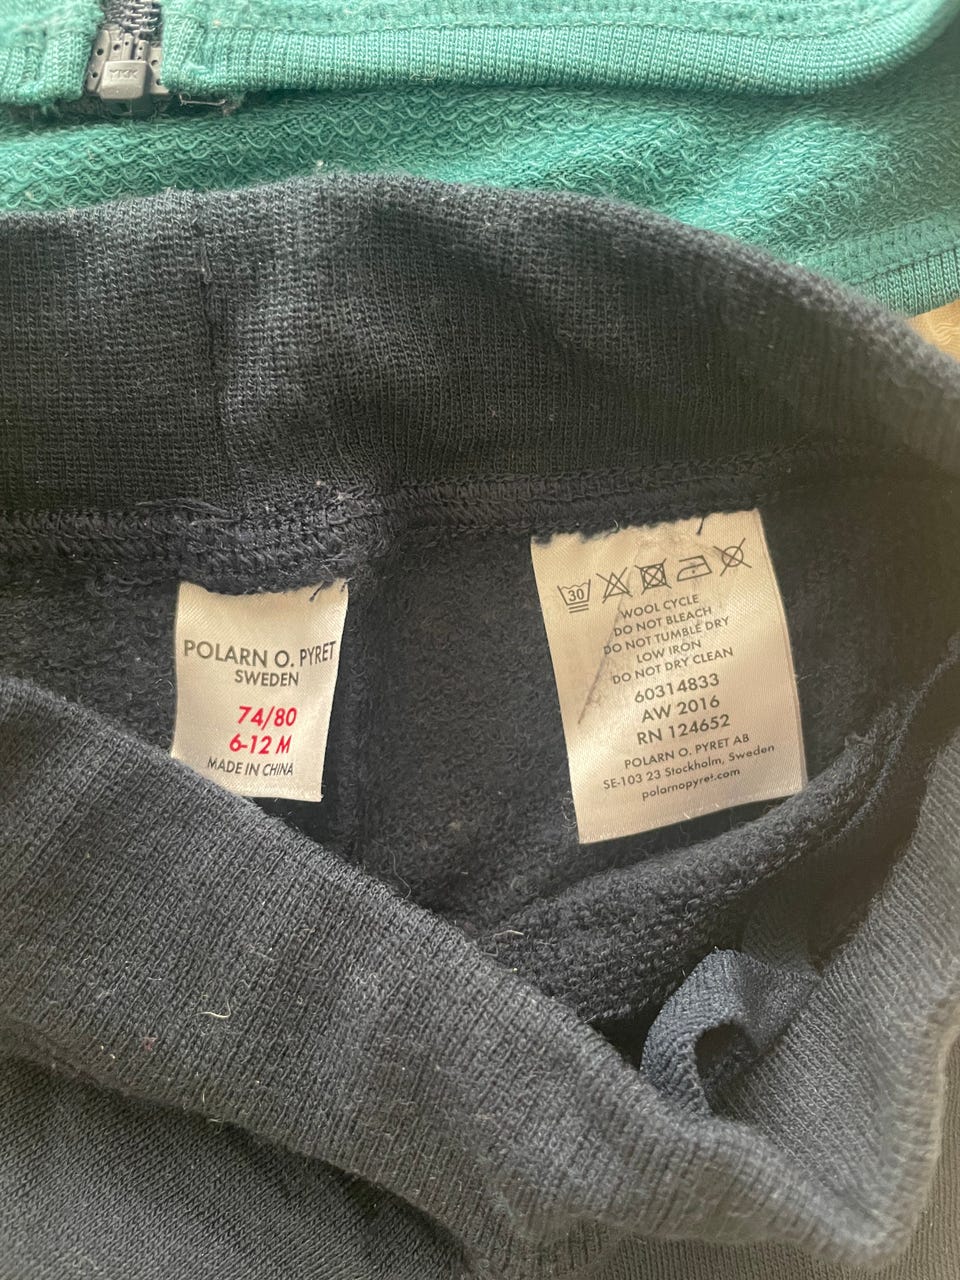 YKK
POLARN O. PYRET
SWEDEN
74/80
6-12 M
MADE IN CHINA
30
WOOL CYCLE
DO NOT BLEACH
DO NOT TUMBLE DRY
LOW IRON
DO NOT DRY CLEAN
60314833
AW 2016
RN 124652
POLARN O. PYRET AB
SE-103 23 Stockholm, Sweden
polarnopyret.com